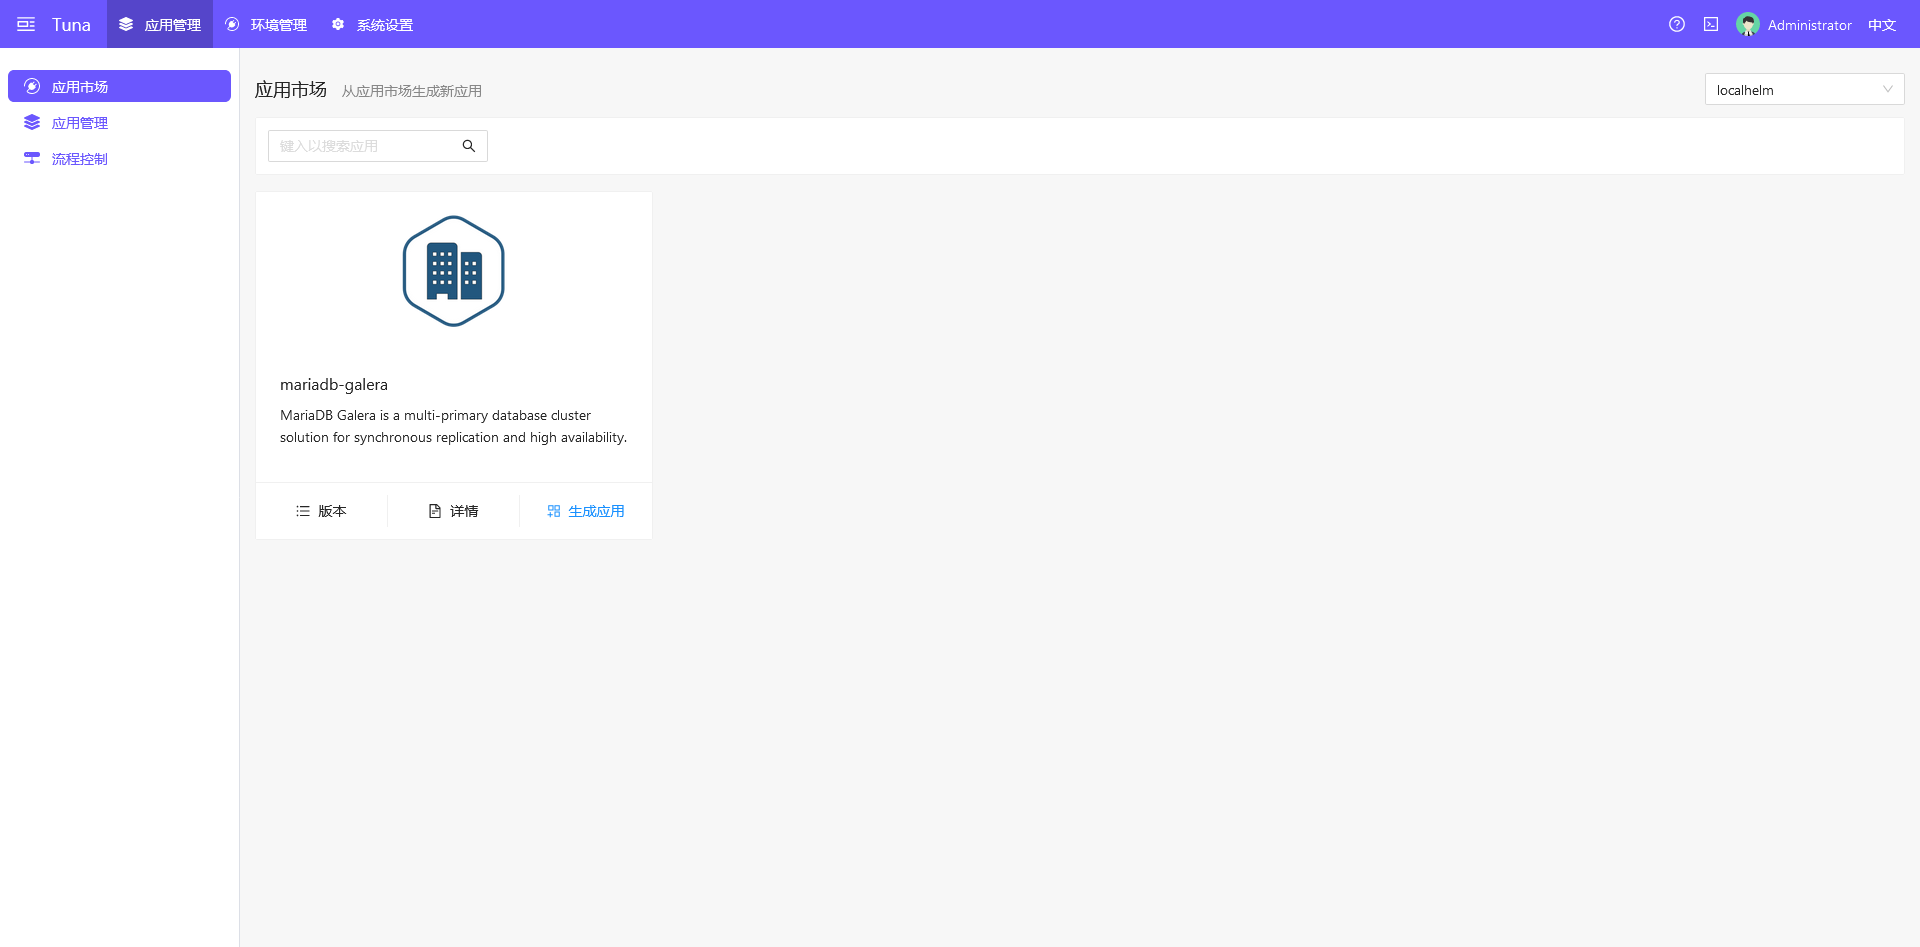 Tuna 应用管理 环境管理 系统设置 Administrator 中文
应用市场
应用管理
流程控制
应用市场 从应用市场生成新应用 localhelm
键入以搜索应用
mariadb-galera
MariaDB Galera is a multi-primary database cluster
solution for synchronous replication and high availability.
版本 详情 生成应用